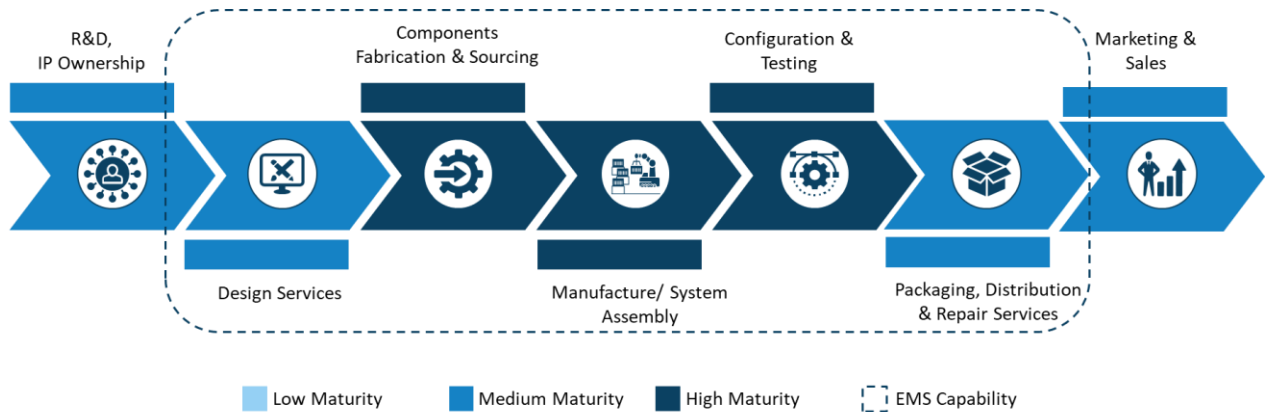 R&D,
IP Ownership
Components
Fabrication & Sourcing
Configuration &
Testing
Marketing &
Sales
Design Services
Manufacture/ System
Assembly
Packaging, Distribution
& Repair Services
Low Maturity
Medium Maturity
High Maturity
EMS Capability